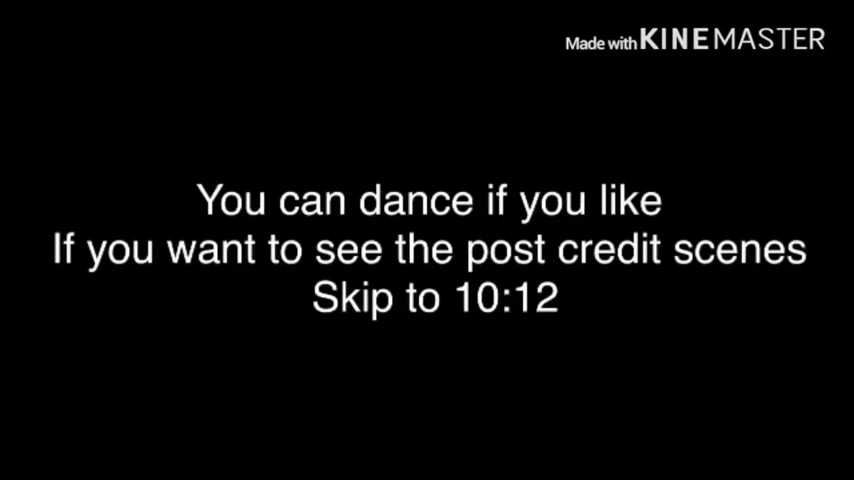 Made with KINEMASTER
You can dance if you like
If you want to see the post credit scenes
Skip to 10:12